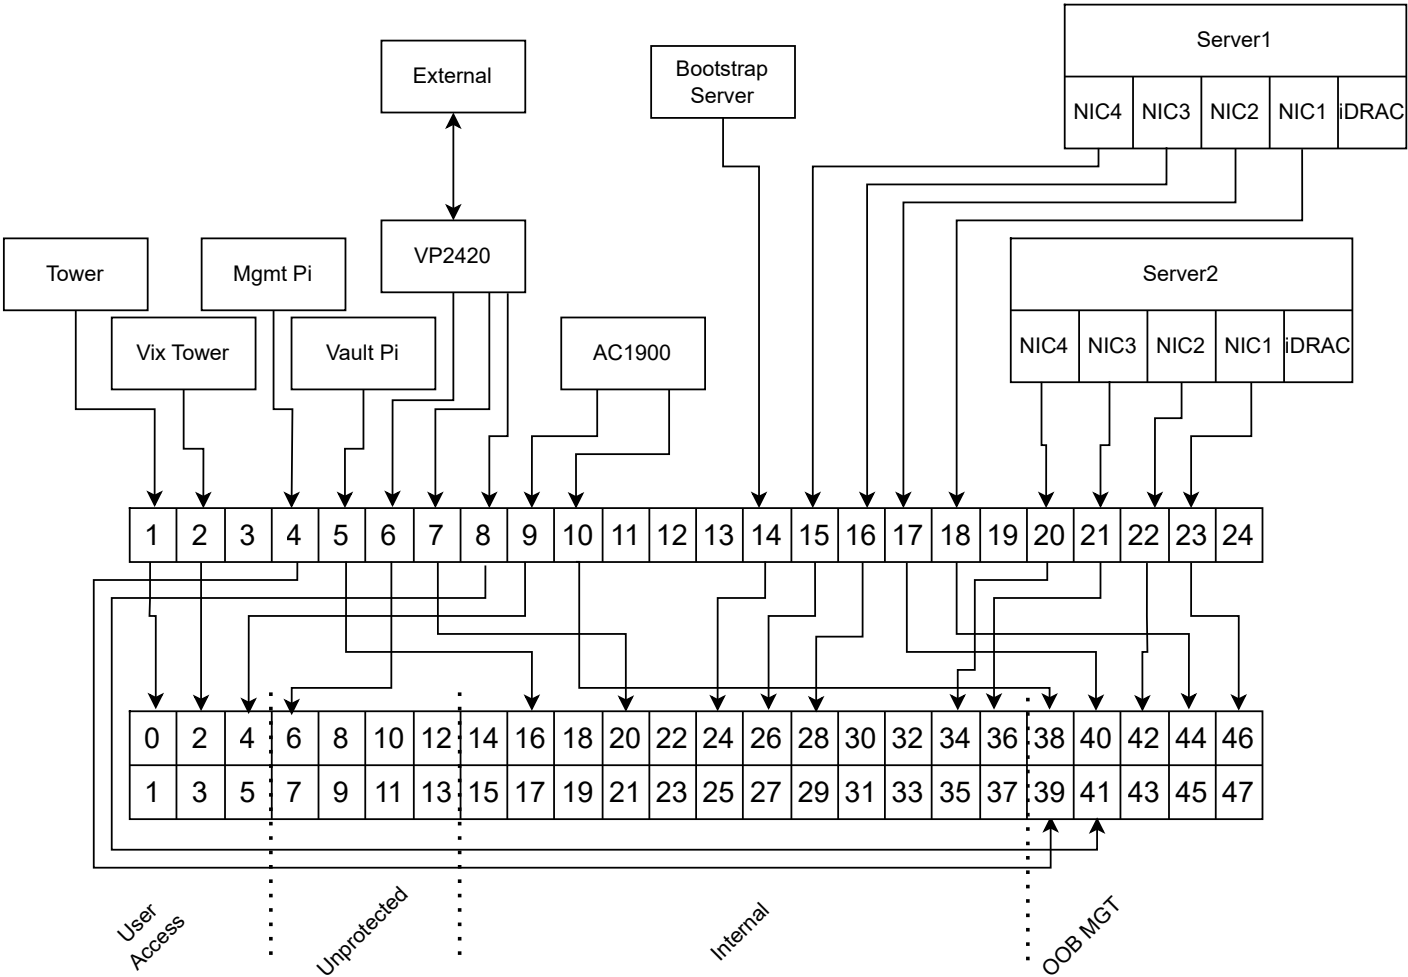 Server1
External
Bootstrap
Server
NIC4 NIC3 NIC2 NIC1 iDRAC
Tower
Mgmt Pi
VP2420
Server2
Vix Tower
Vault Pi
AC1900
NIC4 NIC3 NIC2 NIC1 iDRAC
1 2 3 4 5 6 7 8 9 10 11 12 13 14 15 16 17 18 19 20 21 22 23 24
0 2 4 6 8 10 12 14 16 18 20 22 24 26 28 30 32 34 36 38 40 42 44 46
1 3 5 7 9 11 13 15 17 19 21 23 25 27 29 31 33 35 37 39 41 43 45 47
User
Access
Unprotected
Internal
OOB MGT